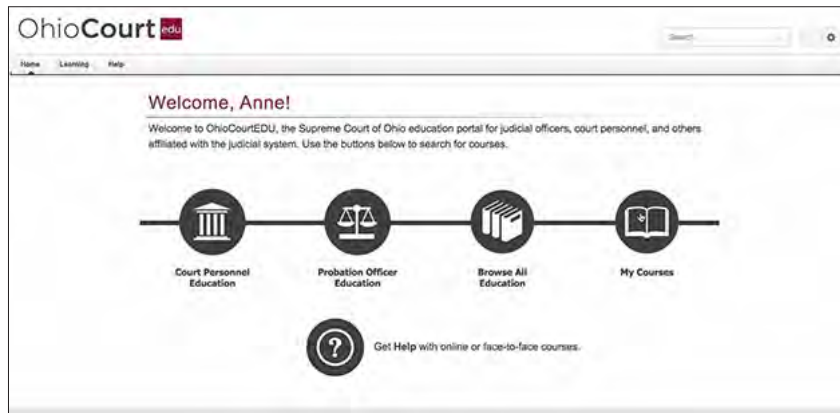 OhioCourt edu
Search
Home Learning Help
Welcome, Anne!
Welcome to OhioCourtEDU, the Supreme Court of Ohio education portal for judicial officers, court personnel, and others
affiliated with the judicial system. Use the buttons below to search for courses.
Court Personnel
Education
Probation Officer
Education
Browse All
Education
My Courses
?
Get Help with online or face-to-face courses.